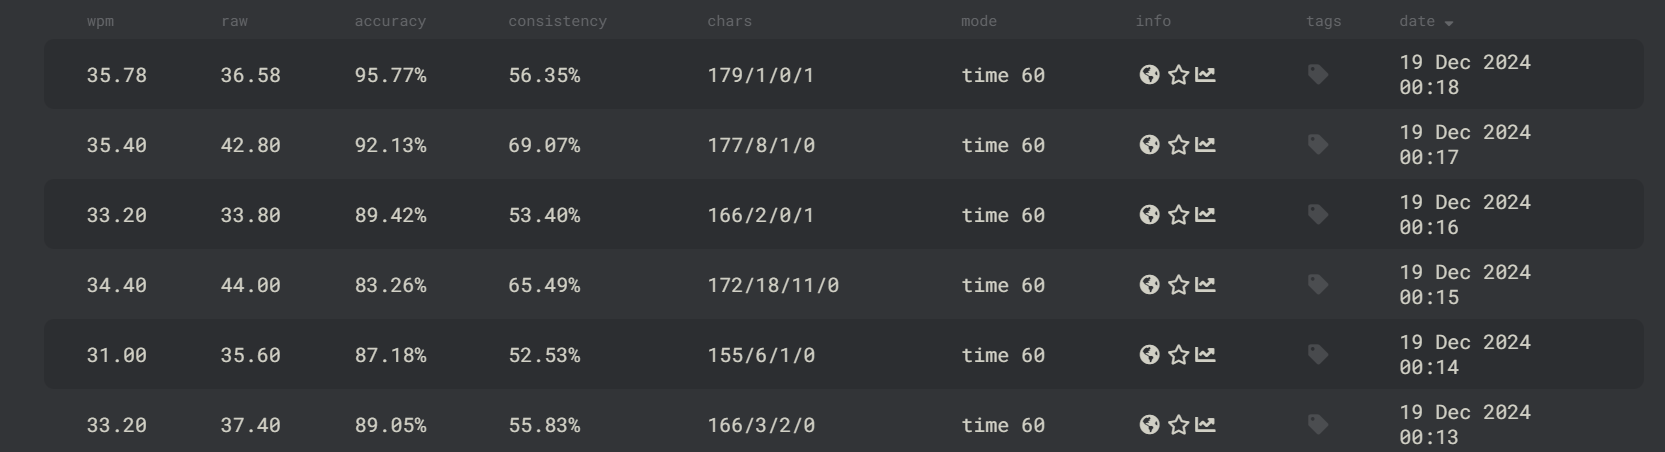 wpm raw accuracy consistency chars mode info tags date
35.78 36.58 95.77% 56.35% 179/1/0/1 time 60 19 Dec 2024
00:18
35.40 42.80 92.13% 69.07% 177/8/1/0 time 60 19 Dec 2024
00:17
33.20 33.80 89.42% 53.40% 166/2/0/1 time 60 19 Dec 2024
00:16
34.40 44.00 83.26% 65.49% 172/18/11/0 time 60 19 Dec 2024
00:15
31.00 35.60 87.18% 52.53% 155/6/1/0 time 60 19 Dec 2024
00:14
33.20 37.40 89.05% 55.83% 166/3/2/0 time 60 19 Dec 2024
00:13